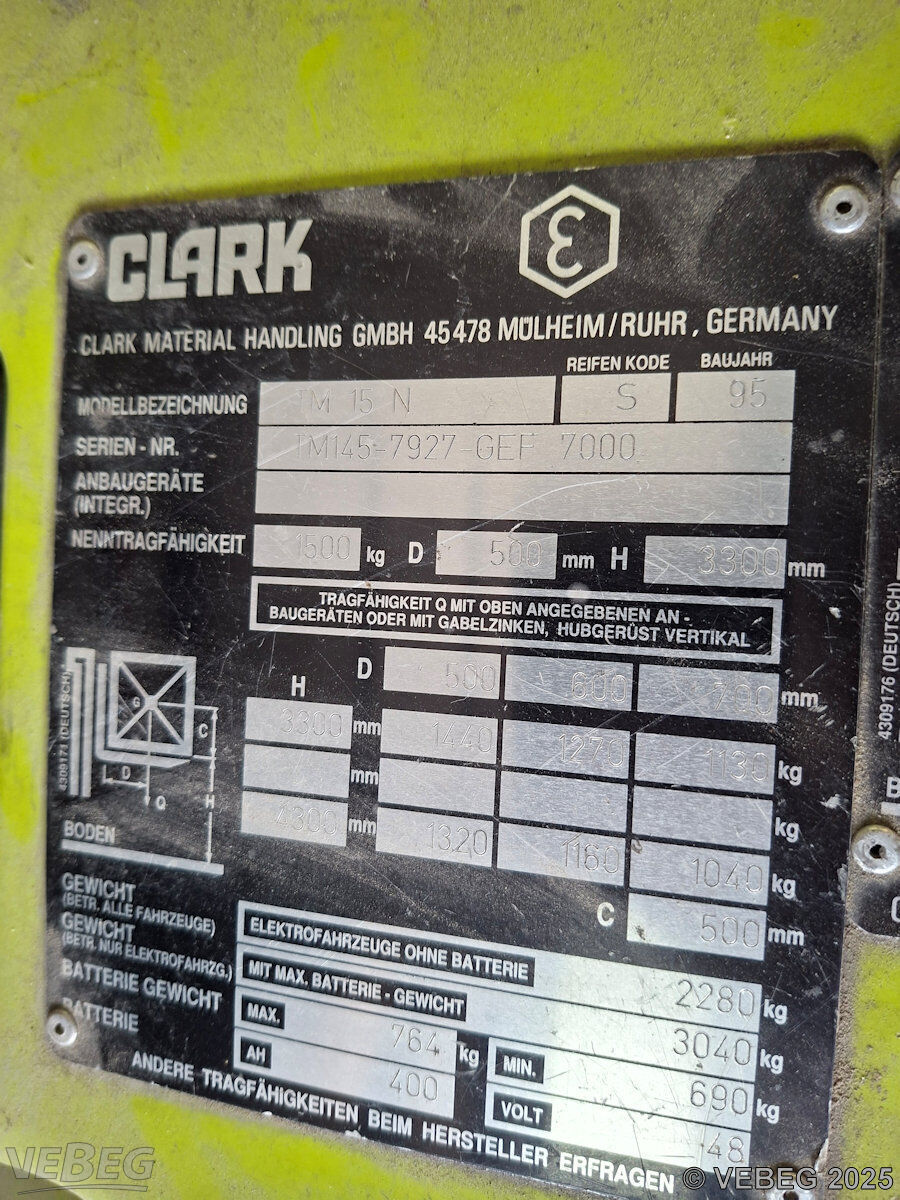 CLARK
CLARK MATERIAL HANDLING GMBH 45478 MÜLHEIM/RUHR, GERMANY
REIFEN KODE BAUJAHR
MODELLBEZEICHNUNG TM 15 N S 95
SERIEN - NR. TM145-7927-GEF 7000
ANBAUGERÄTE
(INTEGR.)
NENNTRAGFÄHIGKEIT 1500 kg D 500 mm H 3300 mm
TRAGFÄHIGKEIT Q MIT OBEN ANGEGEBENEN AN-
BAUGERÄTEN ODER MIT GABELZINKEN, HUBGERÜST VERTIKAL
H D 500 600 700 mm
3300 mm 1440 1270 1130 kg
mm kg
4300 mm 1320 1160 1040 kg
C 500 mm
4309171 (DEUTSCH)
G
C
D
Q
H
BODEN
GEWICHT
(BETR. ALLE FAHRZEUGE)
GEWICHT
(BETR. NUR ELEKTROFAHRZG.)
ELEKTROFAHRZEUGE OHNE BATTERIE 2280 kg
MIT MAX. BATTERIE - GEWICHT 3040 kg
BATTERIE GEWICHT MAX. 764 kg MIN. 690 kg
BATTERIE AH 400 VOLT 48
ANDERE TRAGFÄHIGKEITEN BEIM HERSTELLER ERFRAGEN
4309176 (DEUTSCH)
VEBEG
© VEBEG 2025